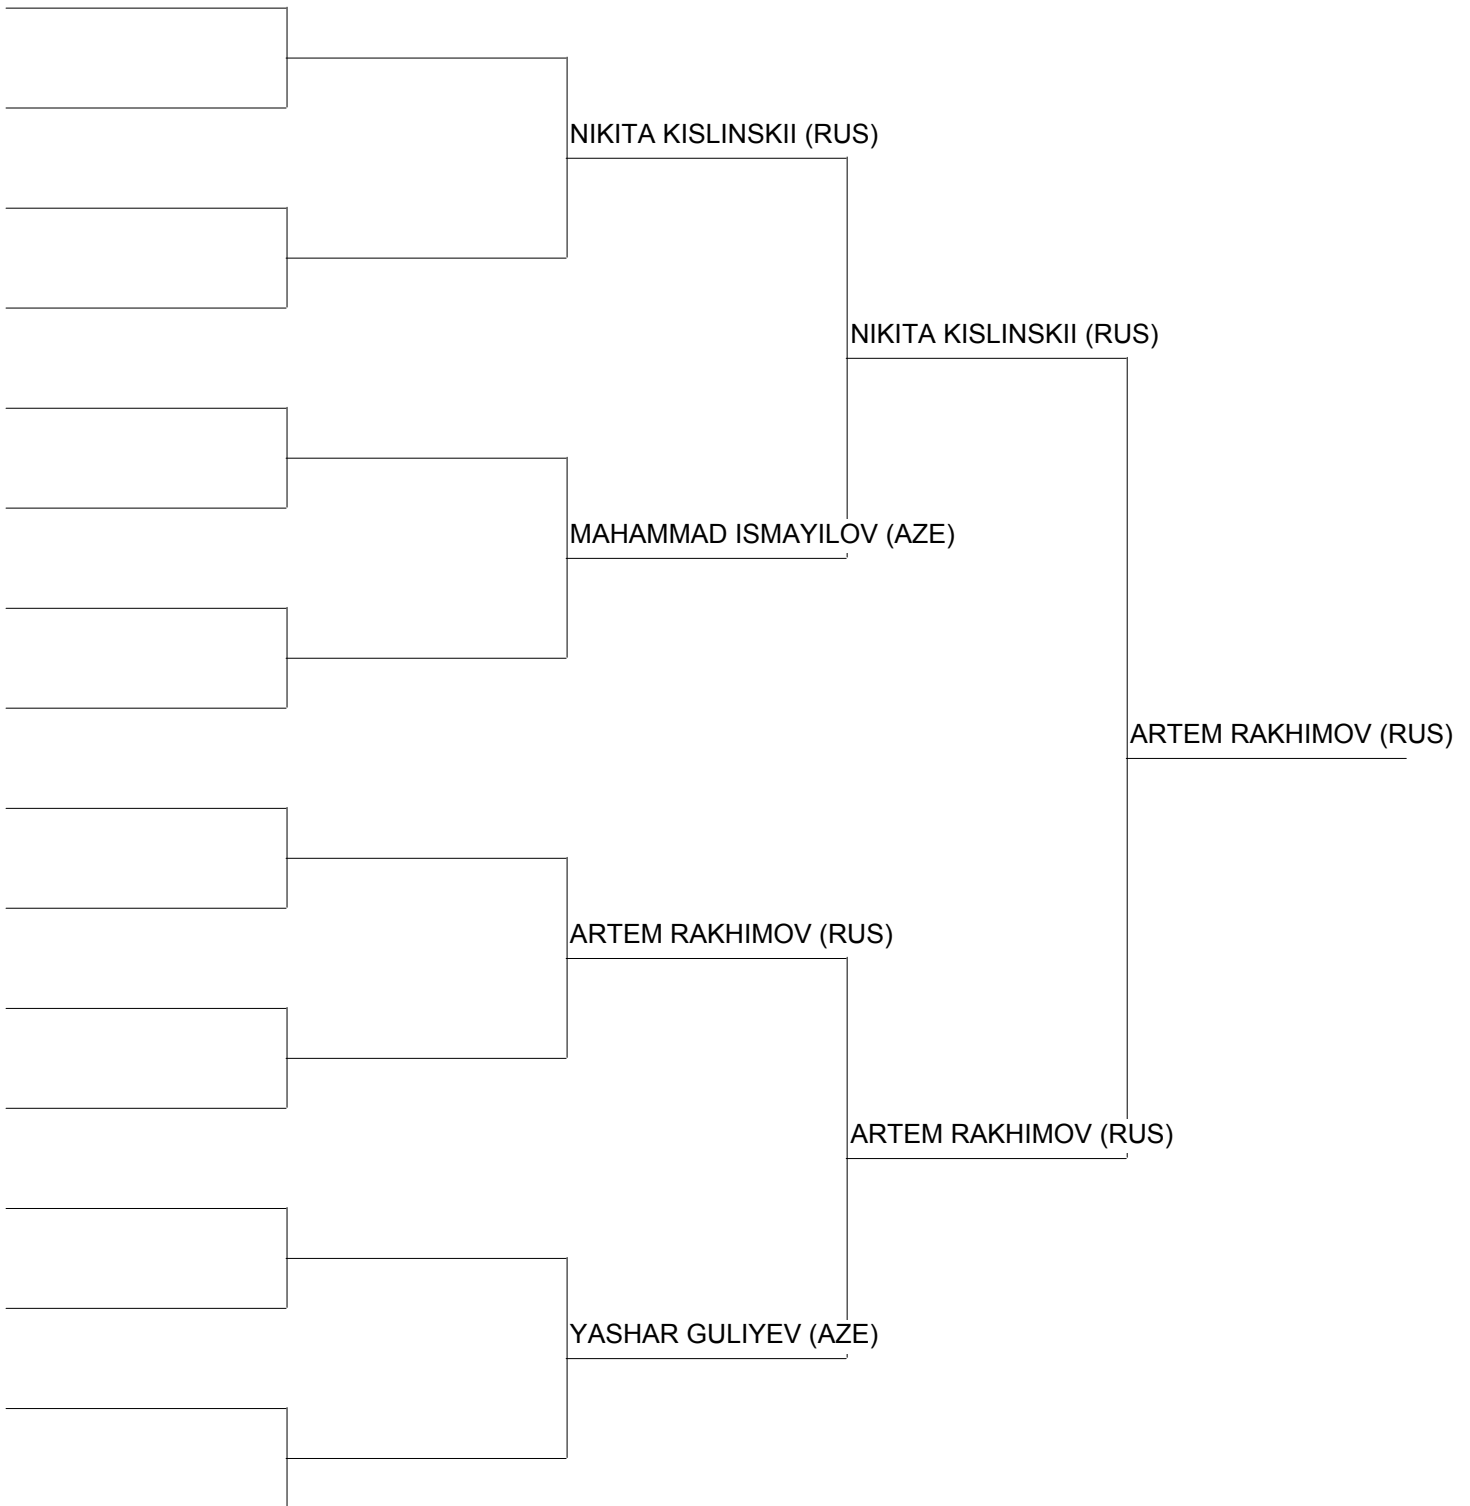 NIKITA KISLINSKII (RUS)
NIKITA KISLINSKII (RUS)
MAHAMMAD ISMAYILOV (AZE)
ARTEM RAKHIMOV (RUS)
ARTEM RAKHIMOV (RUS)
ARTEM RAKHIMOV (RUS)
YASHAR GULIYEV (AZE)